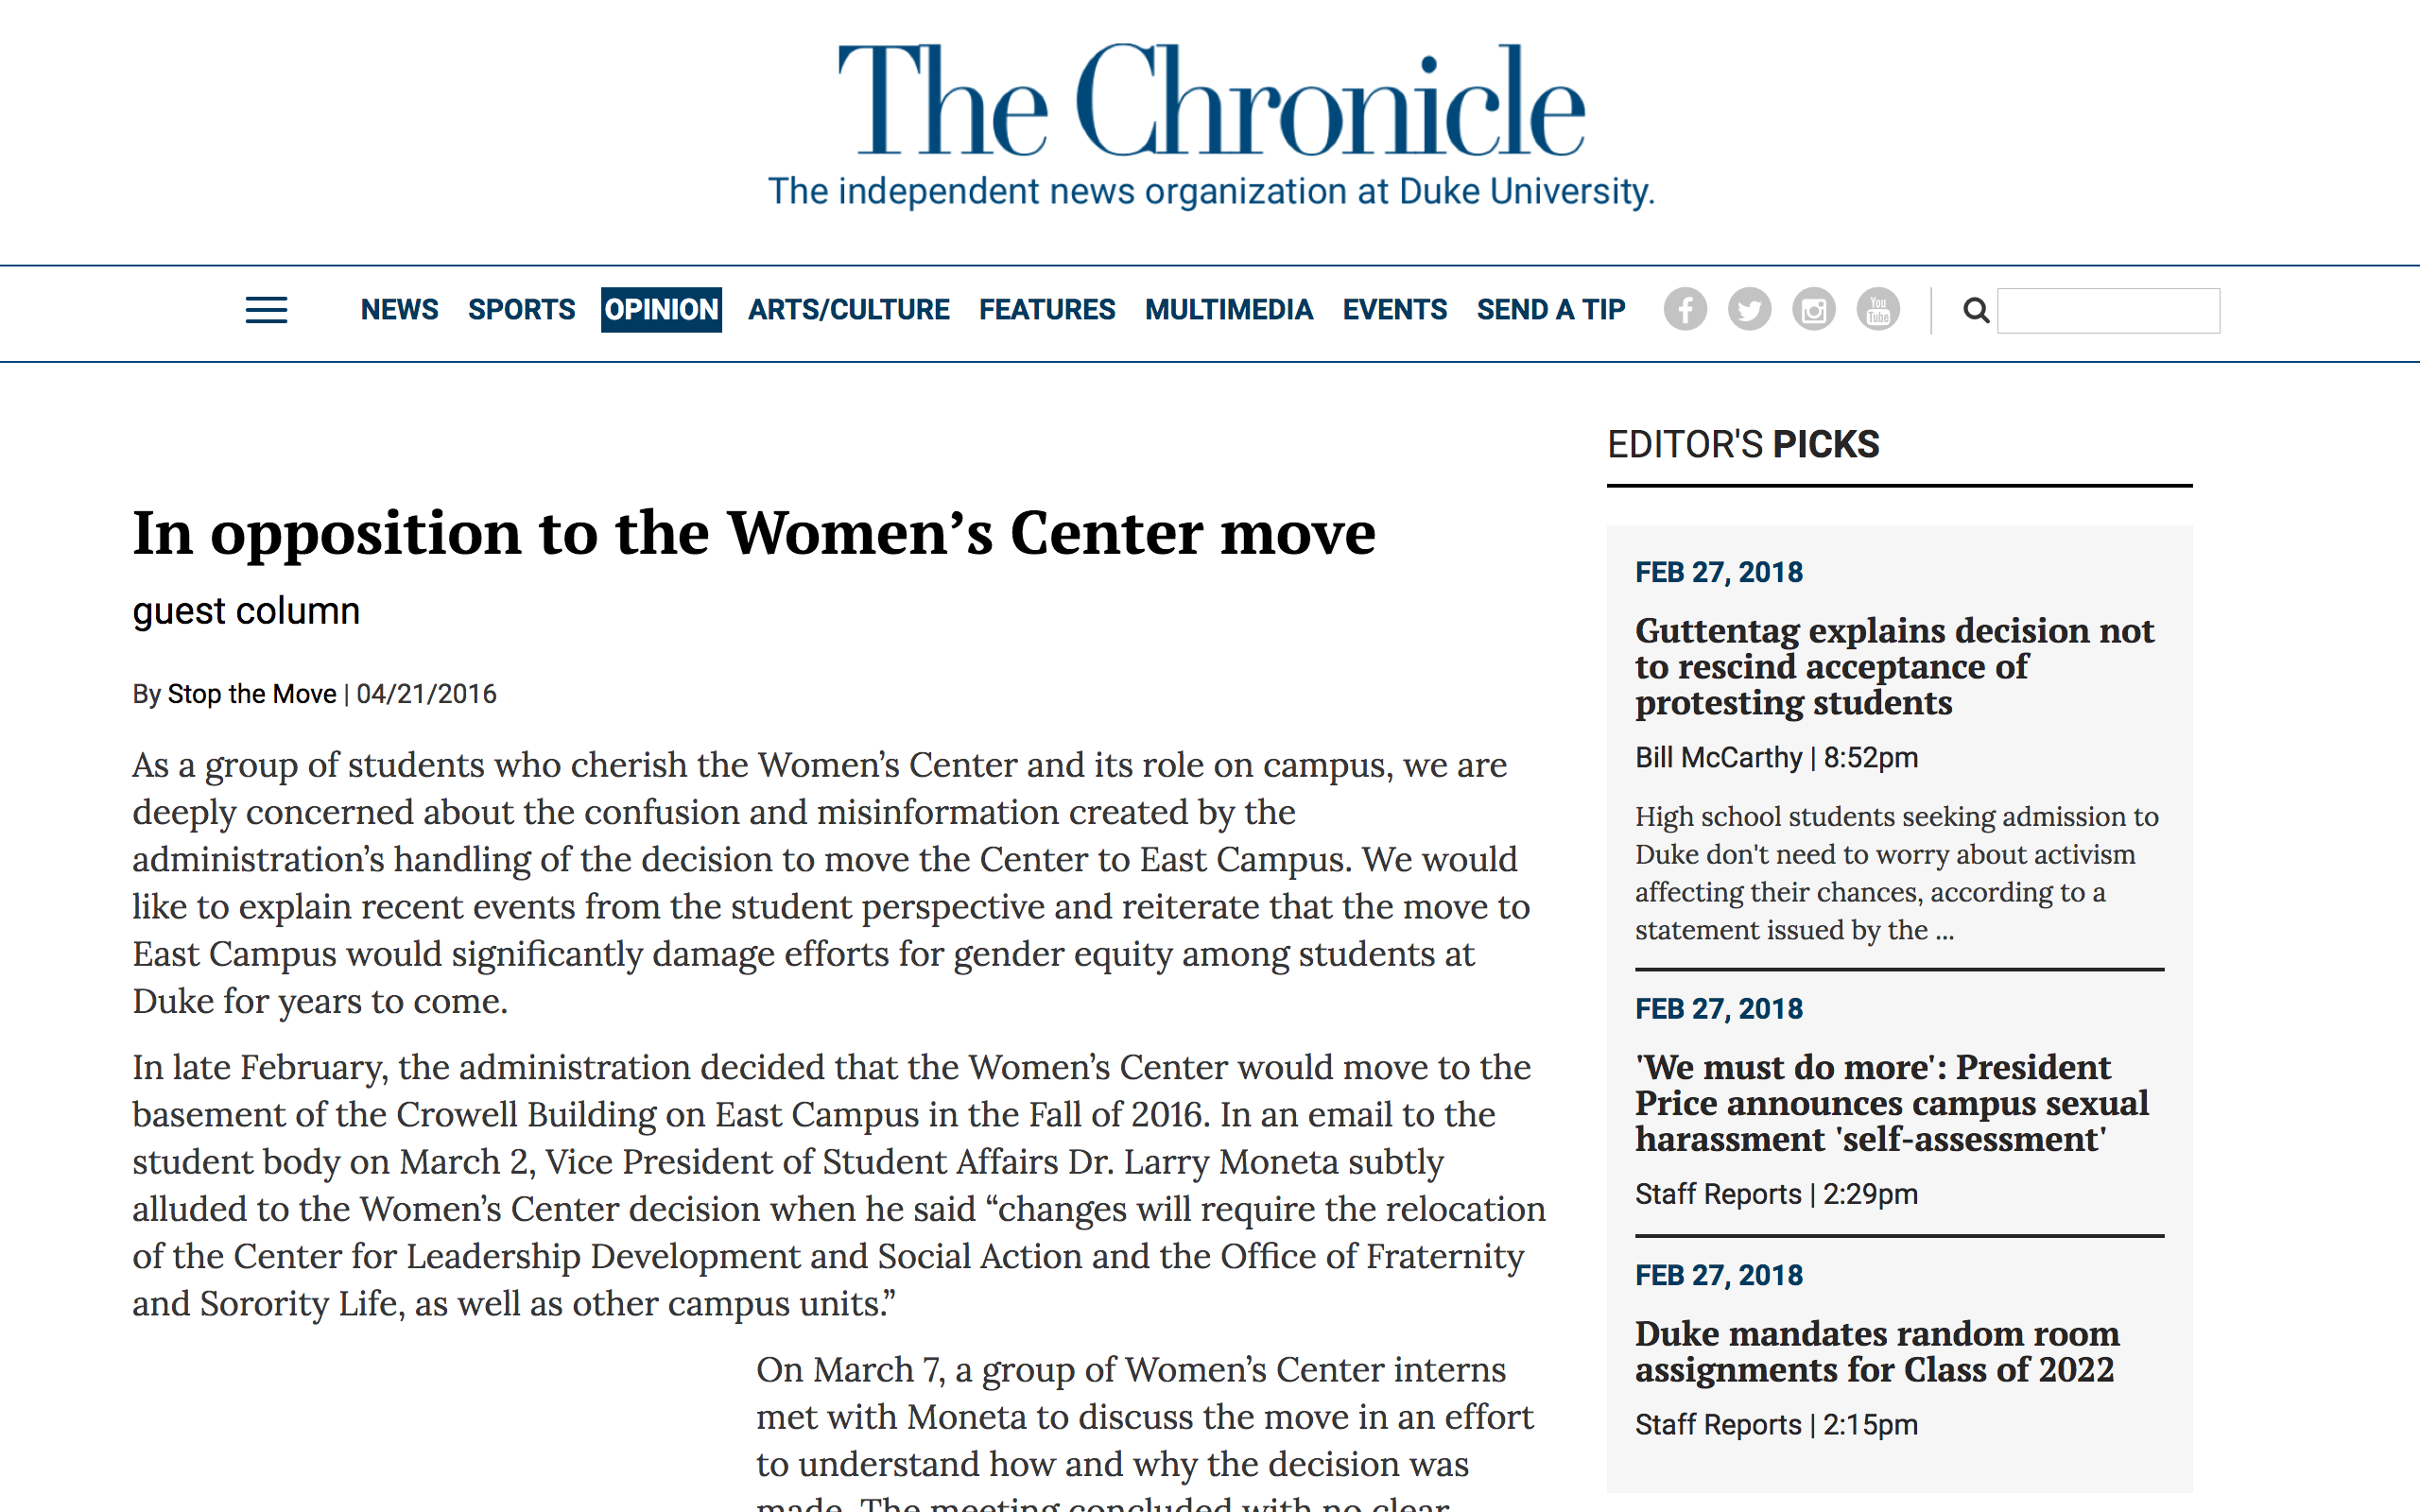 The Chronicle
The independent news organization at Duke University.
NEWS SPORTS OPINION ARTS/CULTURE FEATURES MULTIMEDIA EVENTS SEND A TIP You Tube
In opposition to the Women’s Center move
guest column
By Stop the Move | 04/21/2016
As a group of students who cherish the Women’s Center and its role on campus, we are
deeply concerned about the confusion and misinformation created by the
administration’s handling of the decision to move the Center to East Campus. We would
like to explain recent events from the student perspective and reiterate that the move to
East Campus would significantly damage efforts for gender equity among students at
Duke for years to come.
In late February, the administration decided that the Women’s Center would move to the
basement of the Crowell Building on East Campus in the Fall of 2016. In an email to the
student body on March 2, Vice President of Student Affairs Dr. Larry Moneta subtly
alluded to the Women’s Center decision when he said “changes will require the relocation
of the Center for Leadership Development and Social Action and the Office of Fraternity
and Sorority Life, as well as other campus units.”
On March 7, a group of Women’s Center interns
met with Moneta to discuss the move in an effort
to understand how and why the decision was
made. The meeting concluded with no clear
EDITOR'S PICKS
FEB 27, 2018
Guttentag explains decision not
to rescind acceptance of
protesting students
Bill McCarthy | 8:52pm
High school students seeking admission to
Duke don't need to worry about activism
affecting their chances, according to a
statement issued by the ...
FEB 27, 2018
'We must do more': President
Price announces campus sexual
harassment 'self-assessment'
Staff Reports | 2:29pm
FEB 27, 2018
Duke mandates random room
assignments for Class of 2022
Staff Reports | 2:15pm